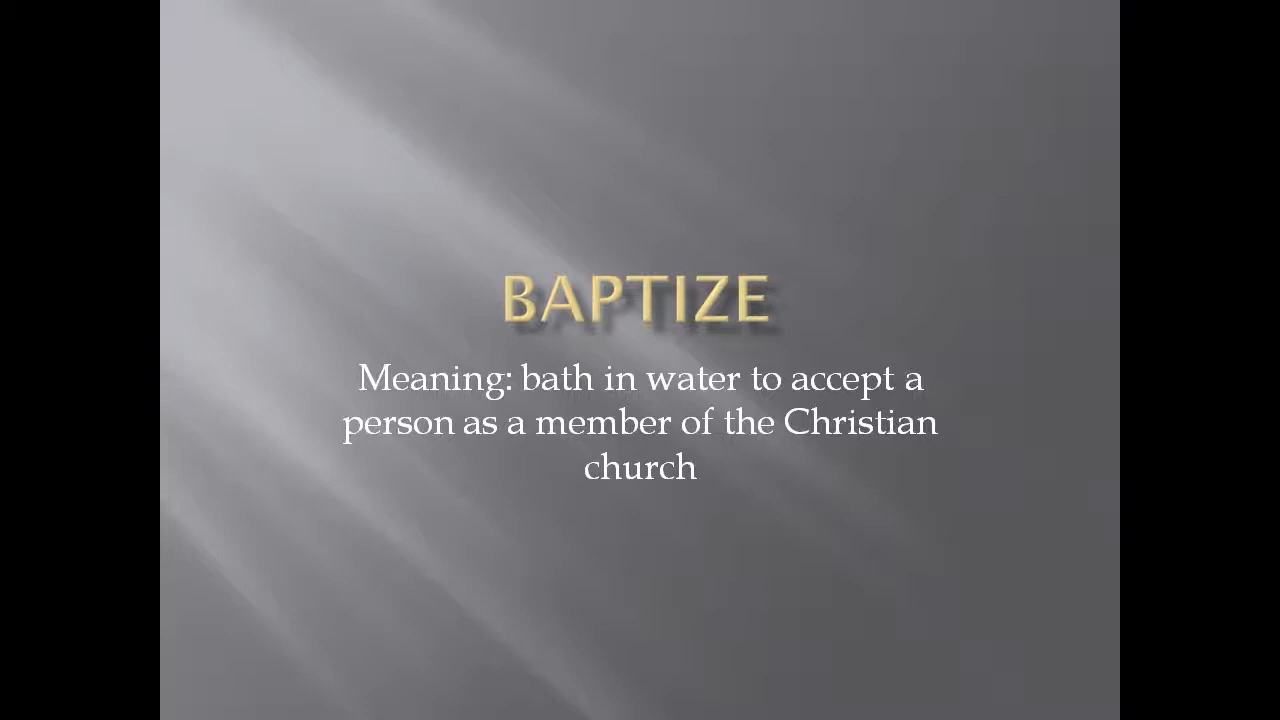 BAPTIZE
Meaning: bath in water to accept a
person as a member of the Christian
church